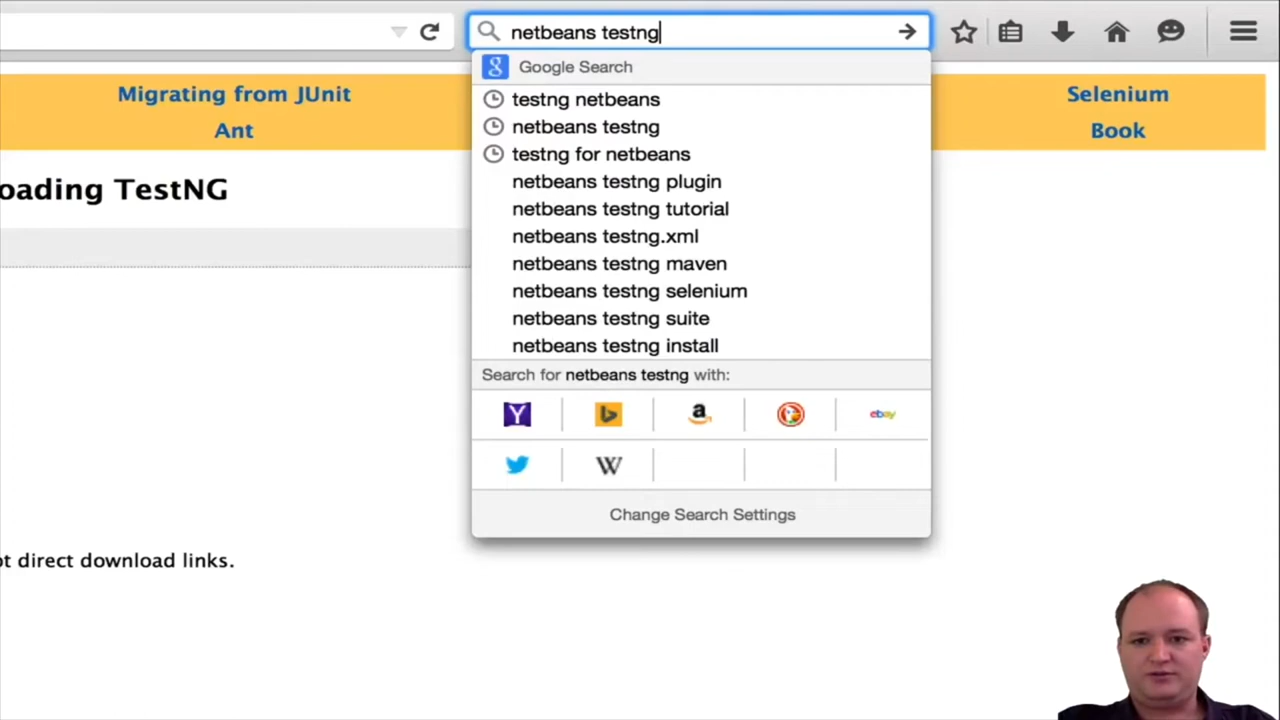 netbeans testng
Google Search
Migrating from JUnit
Selenium
testng netbeans
Ant
netbeans testng
Book
testng for netbeans
oading TestNG
netbeans testng plugin
netbeans testng tutorial
netbeans testng.xml
netbeans testng maven
netbeans testng selenium
netbeans testng suite
netbeans testng install
Search for netbeans testng with:
Y
b
a
ebay
W
Change Search Settings
ot direct download links.